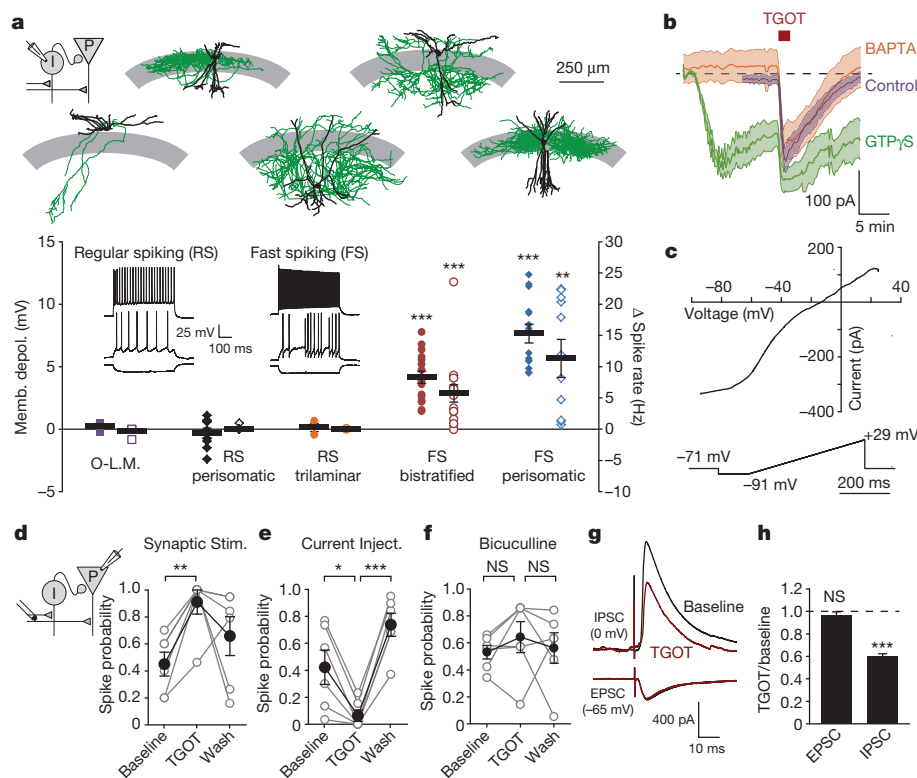 a
I
P
250 µm
Regular spiking (RS)
Fast spiking (FS)
25 mV
100 ms
Memb. depol. (mV)
15
10
5
0
−5
Δ Spike rate (Hz)
30
25
20
15
10
5
0
−5
−10
***
***
***
**
O-L.M.
RS perisomatic
RS trilaminar
FS bistratified
FS perisomatic
b
TGOT
BAPTA
Control
GTPγS
100 pA
5 min
c
200
−80
−40
0
40
Voltage (mV)
Current (pA)
−200
−400
−71 mV
−91 mV
+29 mV
200 ms
d
I
P
Synaptic Stim.
**
Spike probability
1.0
0.8
0.6
0.4
0.2
0
Baseline
TGOT
Wash
e
Current Inject.
*
***
Spike probability
1.0
0.8
0.6
0.4
0.2
0
Baseline
TGOT
Wash
f
Bicuculline
NS
NS
Spike probability
1.0
0.8
0.6
0.4
0.2
0
Baseline
TGOT
Wash
g
IPSC (0 mV)
Baseline
TGOT
EPSC (−65 mV)
400 pA
10 ms
h
NS
***
TGOT/baseline
1.2
1.0
0.8
0.6
0.4
0.2
0
EPSC
IPSC